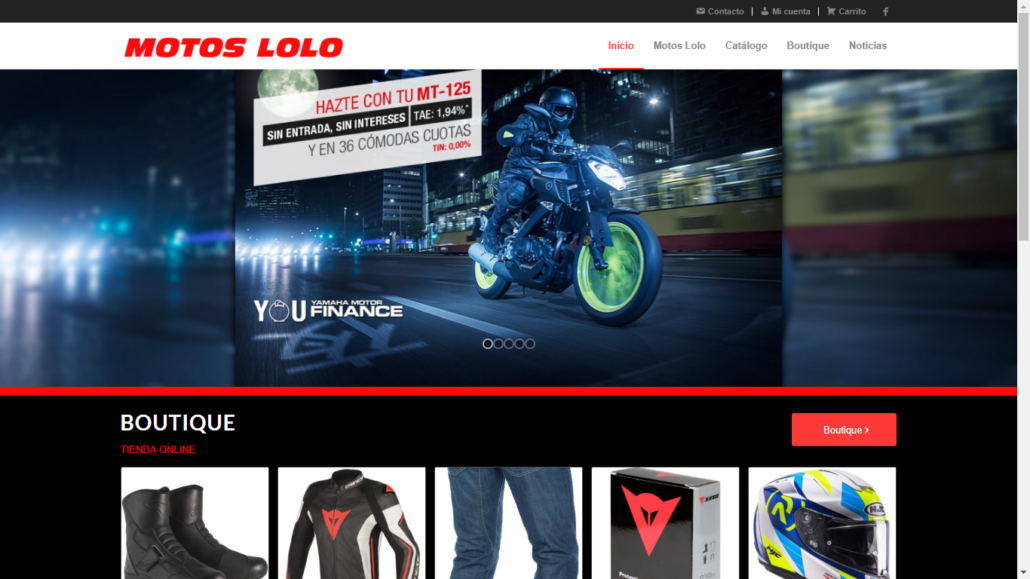 Contacto | Mi cuenta | Carrito
MOTOS LOLO
Inicio Motos Lolo Catálogo Boutique Noticias
HAZTE CON TU MT-125
SIN ENTRADA, SIN INTERESES TAE: 1,94%*
Y EN 36 CÓMODAS CUOTAS
TIN: 0,00%
YOU YAMAHA MOTOR
FINANCE
BOUTIQUE
Boutique
TIENDA ONLINE
HJC